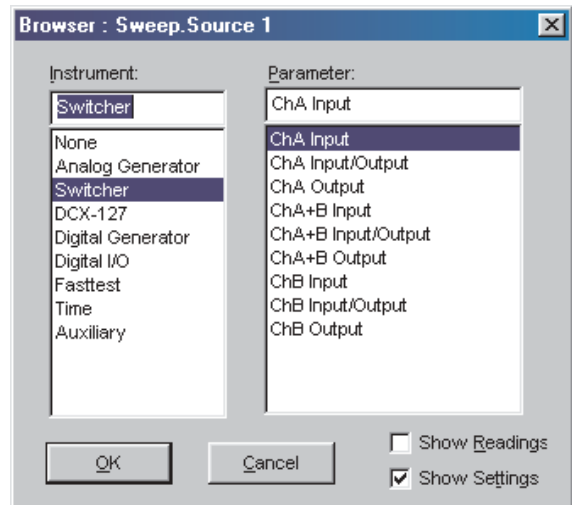 Browser : Sweep.Source 1
Instrument:
Switcher
None
Analog Generator
Switcher
DCX-127
Digital Generator
Digital I/O
Fasttest
Time
Auxiliary
Parameter:
ChA Input
ChA Input
ChA Input/Output
ChA Output
ChA+B Input
ChA+B Input/Output
ChA+B Output
ChB Input
ChB Input/Output
ChB Output
OK
Cancel
Show Readings
Show Settings